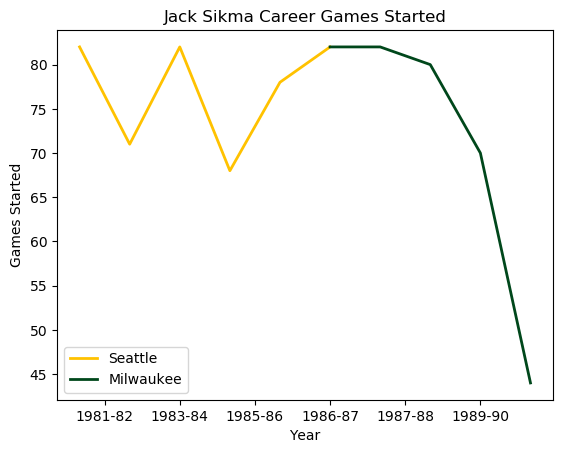 Jack Sikma Career Games Started
Games Started
80
75
70
65
60
55
50
45
Seattle
Milwaukee
1981-82 1983-84 1985-86 1986-87 1987-88 1989-90
Year